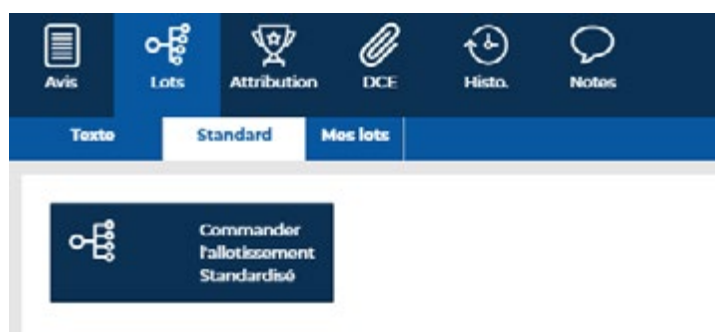 Avis Lots Attribution DCE Histo. Notes
Texte Standard Mes lots
Commander
l'allotissement
Standardisé